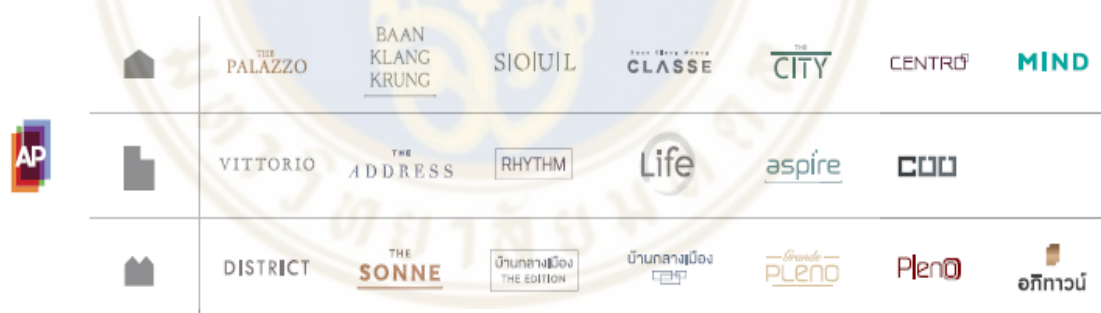 AP
THE
PALAZZO
BAAN
KLANG
KRUNG
S|O|U|L
CLASSE
THE
CITY
CENTRO
MIND
VITTORIO
THE
ADDRESS
RHYTHM
Life
aspire
COO
DISTRICT
THE
SONNE
บ้านกลางเมือง
THE EDITION
บ้านกลางเมือง
Grande
PLENO
Pleno
อภิทาวน์